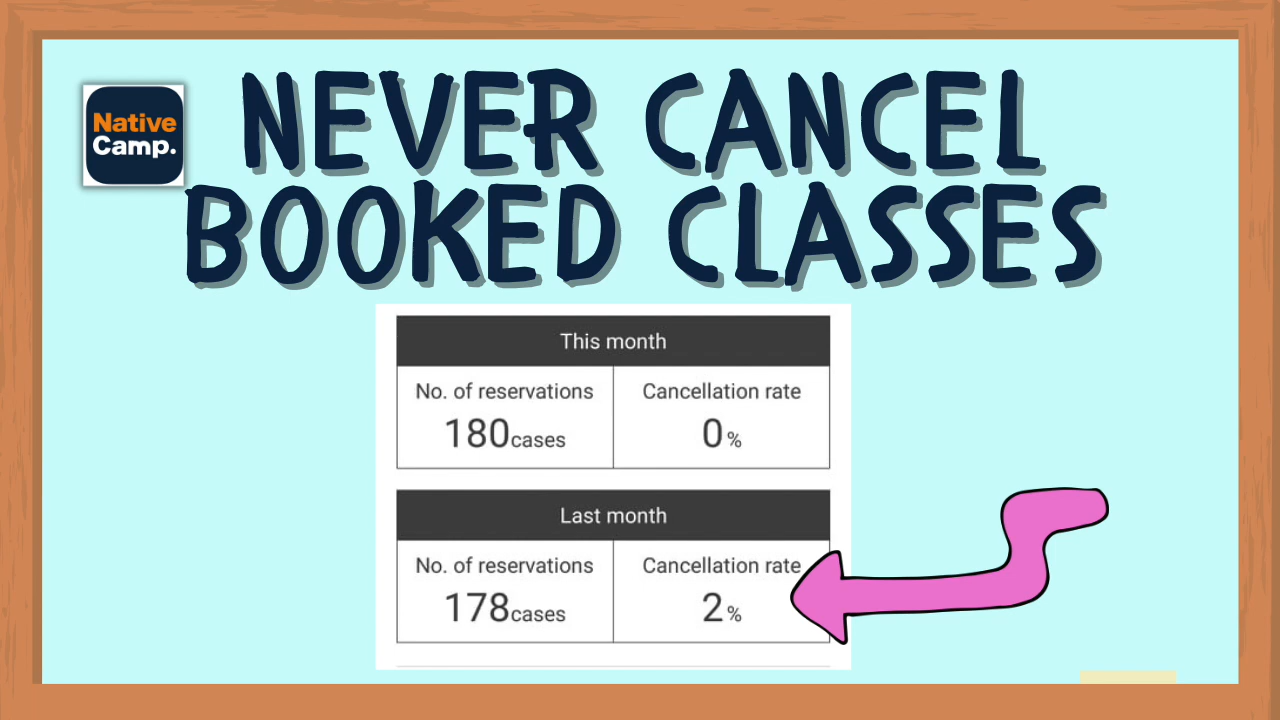 Native
Camp.
NEVER CANCEL
BOOKED CLASSES
This month
No. of reservations
Cancellation rate
180cases
0%
Last month
No. of reservations
Cancellation rate
178cases
2%